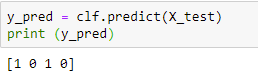 y_pred = clf.predict(X_test)
print (y_pred)
[1 0 1 0]